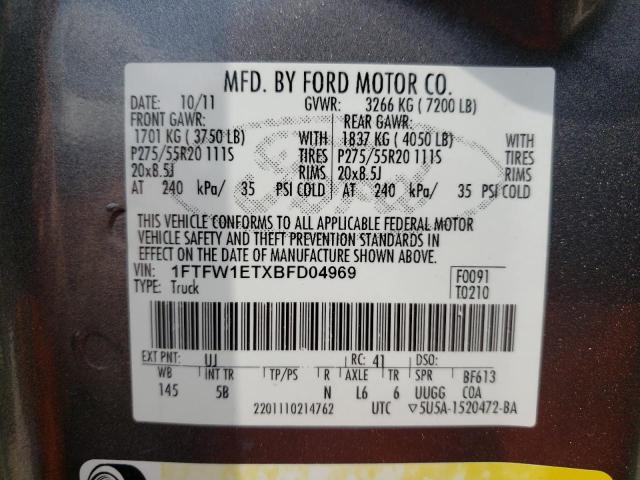 MFD. BY FORD MOTOR CO.
DATE: 10/11 GVWR: 3266 KG ( 7200 LB)
FRONT GAWR: REAR GAWR:
1701 KG ( 3750 LB) WITH 1837 KG ( 4050 LB) WITH
P275/55R20 111S TIRES P275/55R20 111S TIRES
20x8.5J RIMS 20x8.5J RIMS
AT 240 kPa/ 35 PSI COLD AT 240 kPa/ 35 PSI COLD
THIS VEHICLE CONFORMS TO ALL APPLICABLE FEDERAL MOTOR
VEHICLE SAFETY AND THEFT PREVENTION STANDARDS IN
EFFECT ON THE DATE OF MANUFACTURE SHOWN ABOVE.
VIN: 1FTFW1ETXBFD04969 F0091
TYPE: Truck T0210
EXT PNT: UJ RC: 41 DSO:
WB INT TR TP/PS R AXLE TR SPR BF613
145 5B N L6 6 UUGG COA
2201110214762 UTC ▽5U5A-1520472-BA